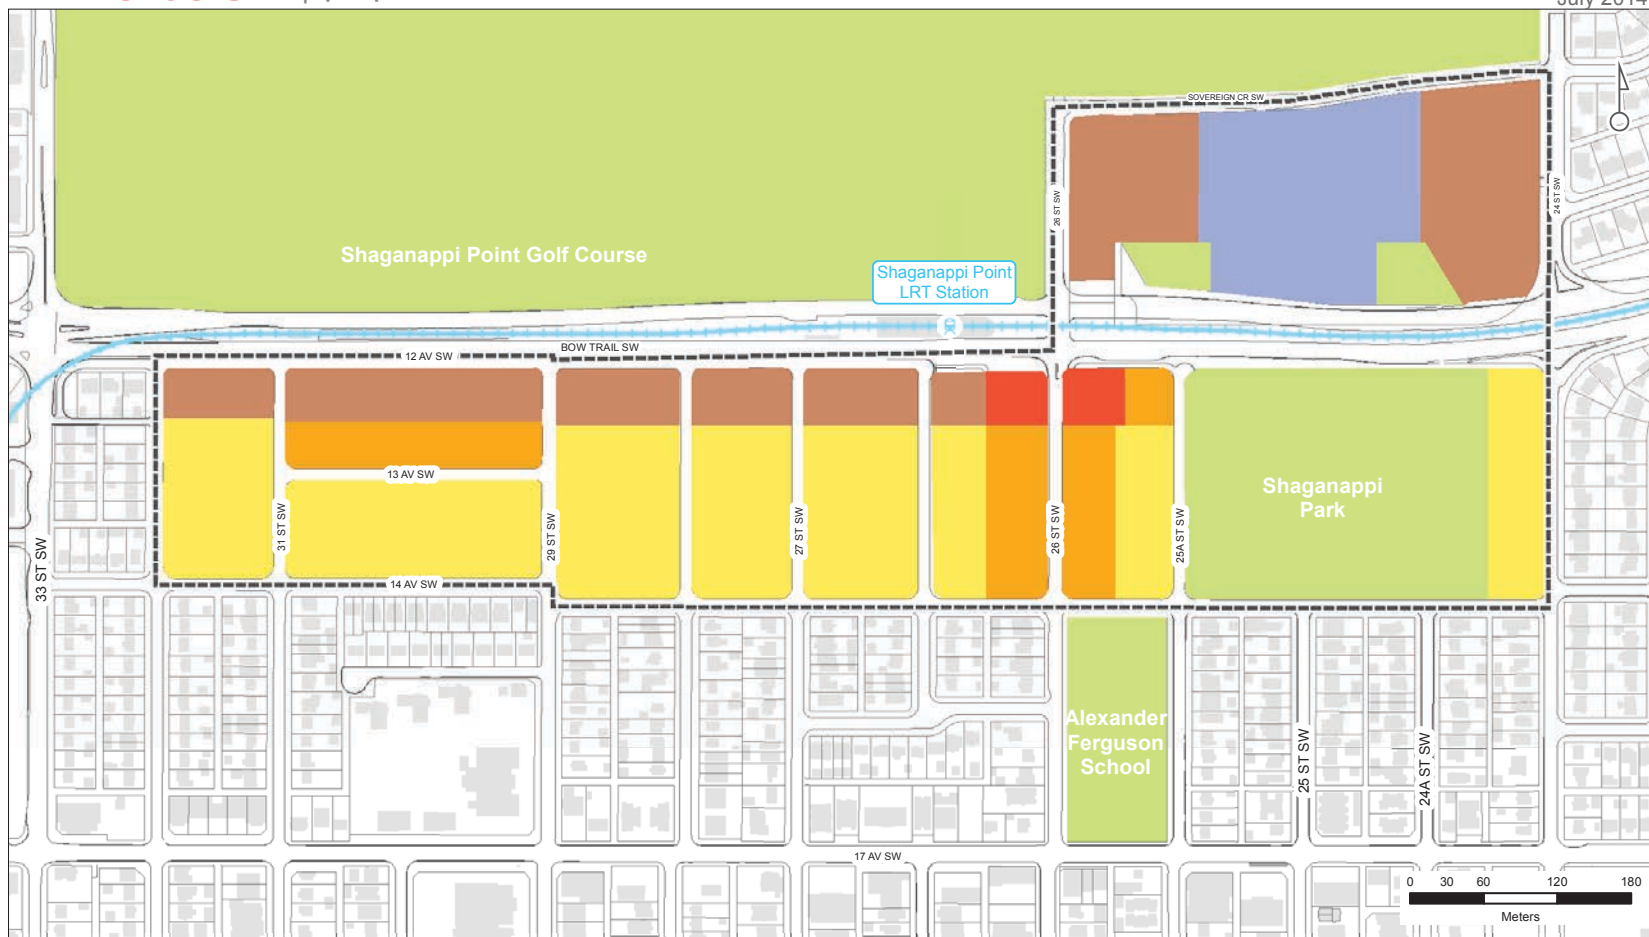 July 2014
SOVEREIGN CR SW
26 ST SW
24 ST SW
Shaganappi Point Golf Course
Shaganappi Point
LRT Station
BOW TRAIL SW
12 AV SW
13 AV SW
14 AV SW
33 ST SW
31 ST SW
29 ST SW
27 ST SW
26 ST SW
25A ST SW
Shaganappi
Park
Alexander
Ferguson
School
25 ST SW
24A ST SW
17 AV SW
0 30 60 120 180
Meters